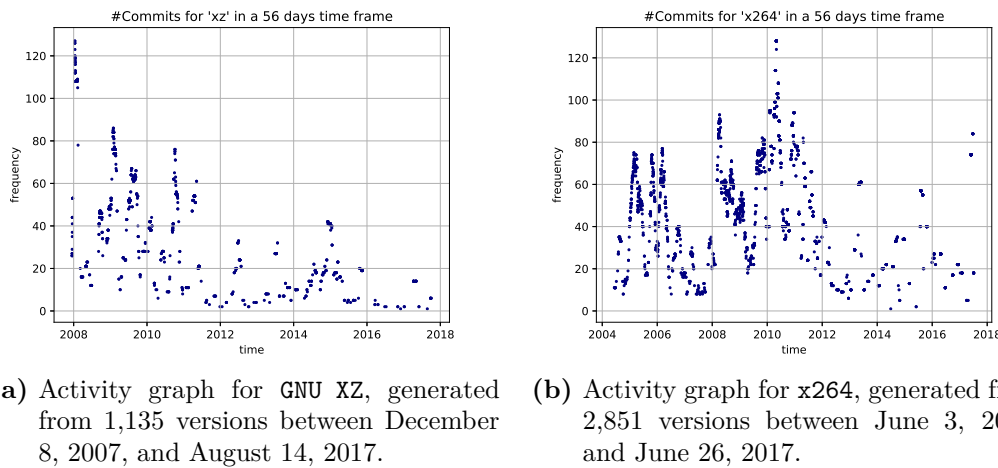 #Commits for 'xz' in a 56 days time frame
frequency
120
100
80
60
40
20
0
2008 2010 2012 2014 2016 2018
time
#Commits for 'x264' in a 56 days time frame
frequency
120
100
80
60
40
20
0
2004 2006 2008 2010 2012 2014 2016 2018
time
a) Activity graph for GNU XZ, generated
from 1,135 versions between December
8, 2007, and August 14, 2017.
(b) Activity graph for x264, generated
2,851 versions between June 3,
and June 26, 2017.